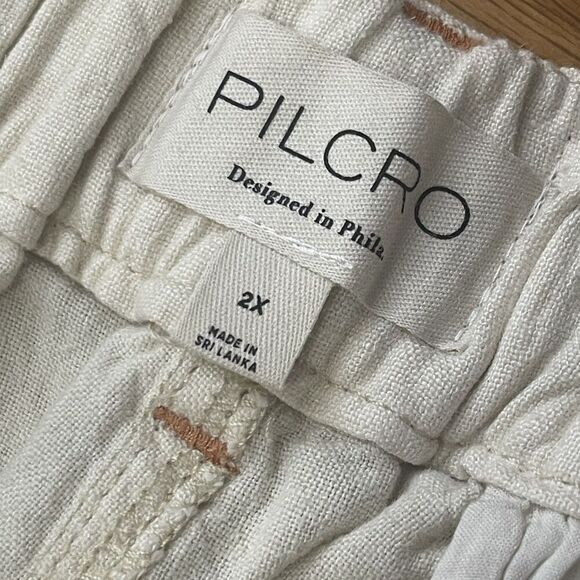 PILCRO
Designed in Phila.
2X
MADE IN
SRI LANKA